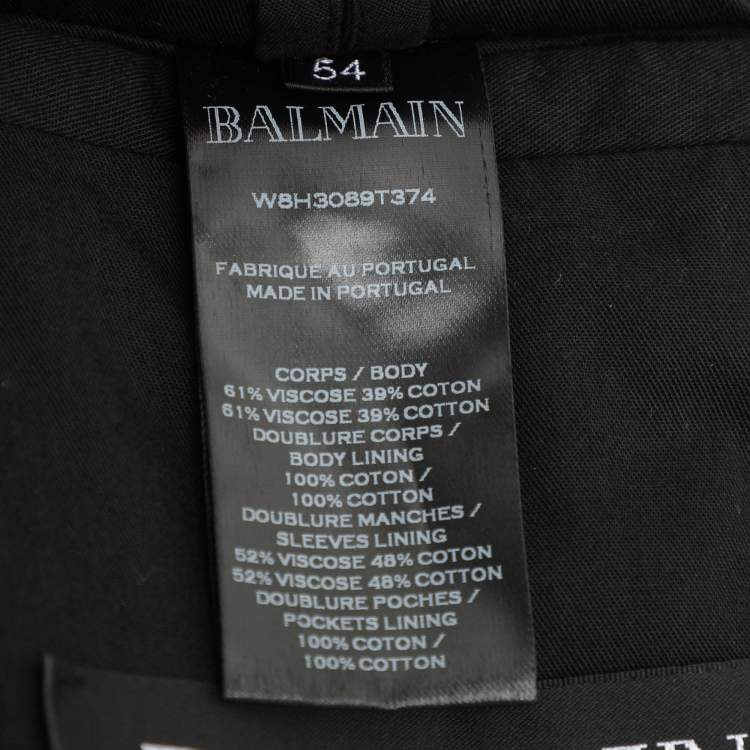 54
BALMAIN
W8H3089T374
FABRIQUE AU PORTUGAL
MADE IN PORTUGAL
CORPS / BODY
61% VISCOSE 39% COTON
61% VISCOSE 39% COTTON
DOUBLURE CORPS /
BODY LINING
100% COTON /
100% COTTON
DOUBLURE MANCHES /
SLEEVES LINING
52% VISCOSE 48% COTON
52% VISCOSE 48% COTTON
DOUBLURE POCHES /
POCKETS LINING
100% COTON /
100% COTTON